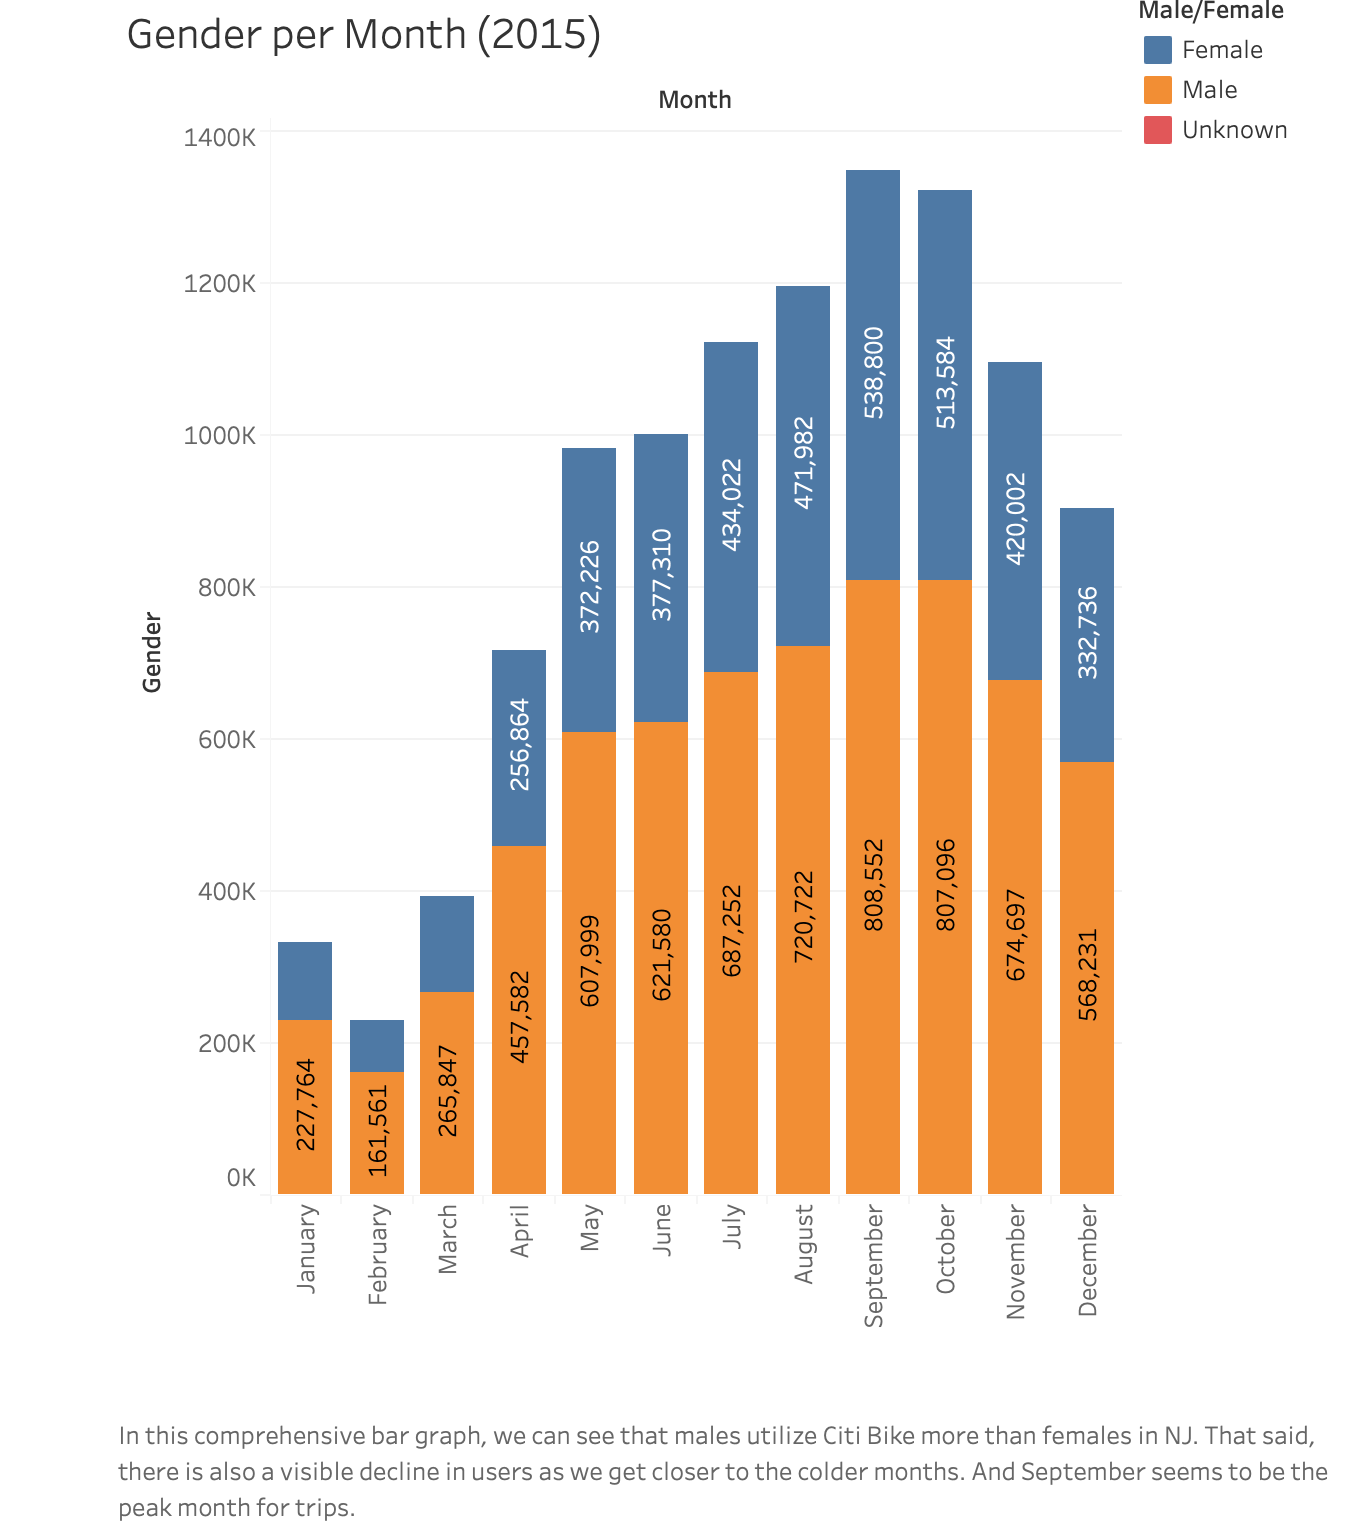 Gender per Month (2015)
Male/Female
Female
Male
Unknown
Month
1400K
1200K
1000K
800K
600K
400K
200K
0K
Gender
538,800
513,584
471,982
434,022
420,002
372,226
377,310
332,736
256,864
808,552
807,096
720,722
687,252
674,697
621,580
607,999
568,231
457,582
265,847
227,764
161,561
January
February
March
April
May
June
July
August
September
October
November
December
In this comprehensive bar graph, we can see that males utilize Citi Bike more than females in NJ. That said,
there is also a visible decline in users as we get closer to the colder months. And September seems to be the
peak month for trips.